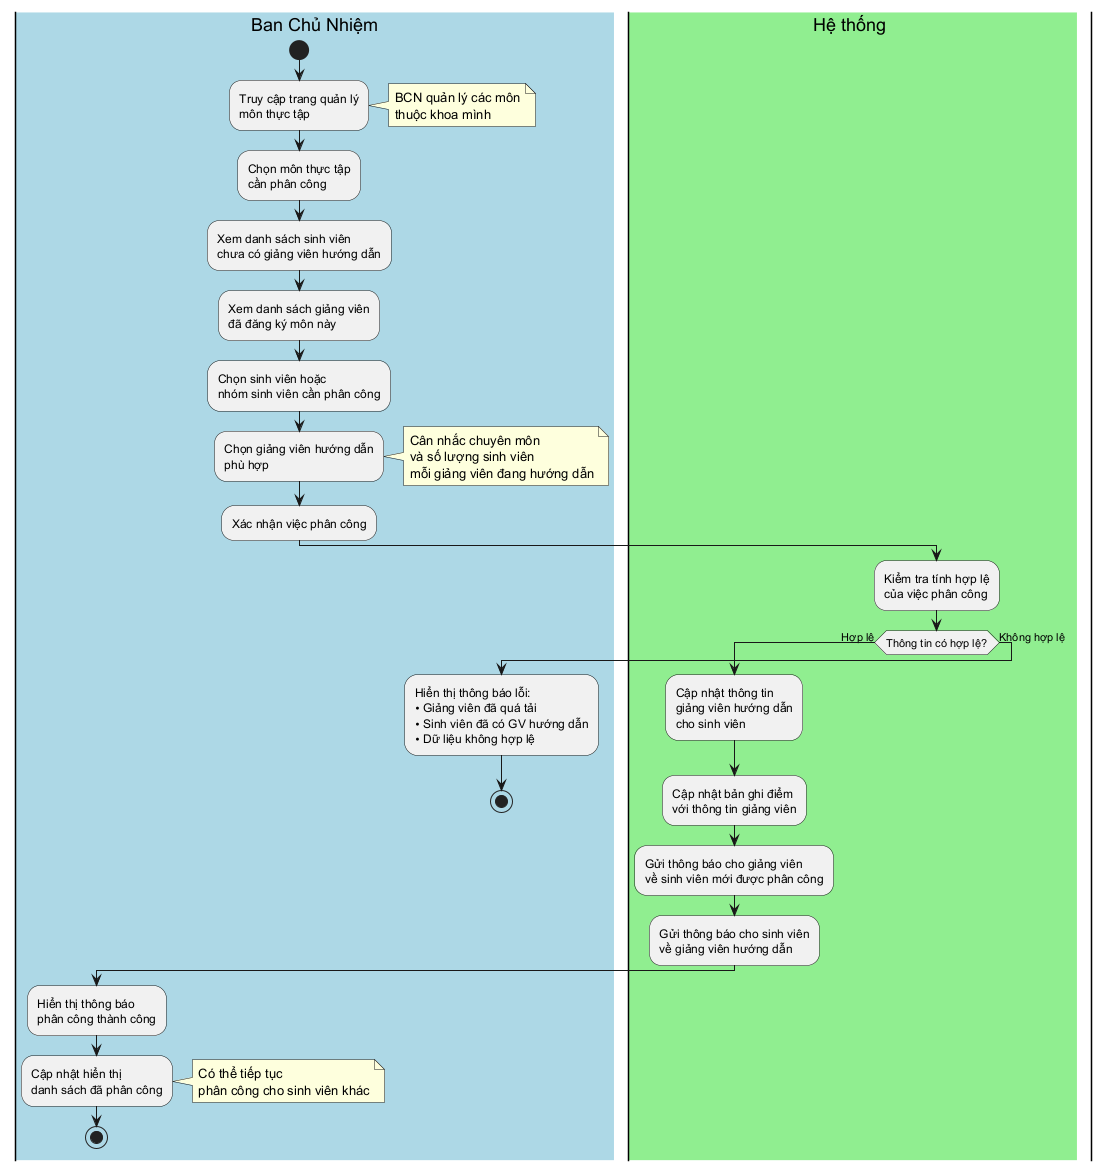 Ban Chủ Nhiệm
Hệ thống
Truy cập trang quản lý
môn thực tập
BCN quản lý các môn
thuộc khoa mình
Chọn môn thực tập
cần phân công
Xem danh sách sinh viên
chưa có giảng viên hướng dẫn
Xem danh sách giảng viên
đã đăng ký môn này
Chọn sinh viên hoặc
nhóm sinh viên cần phân công
Chọn giảng viên hướng dẫn
phù hợp
Cân nhắc chuyên môn
và số lượng sinh viên
mỗi giảng viên đang hướng dẫn
Xác nhận việc phân công
Kiểm tra tính hợp lệ
của việc phân công
Hợp lệ
Thông tin có hợp lệ?
Không hợp lệ
Hiển thị thông báo lỗi:
• Giảng viên đã quá tải
• Sinh viên đã có GV hướng dẫn
• Dữ liệu không hợp lệ
Cập nhật thông tin
giảng viên hướng dẫn
cho sinh viên
Cập nhật bản ghi điểm
với thông tin giảng viên
Gửi thông báo cho giảng viên
về sinh viên mới được phân công
Gửi thông báo cho sinh viên
về giảng viên hướng dẫn
Hiển thị thông báo
phân công thành công
Cập nhật hiển thị
danh sách đã phân công
Có thể tiếp tục
phân công cho sinh viên khác